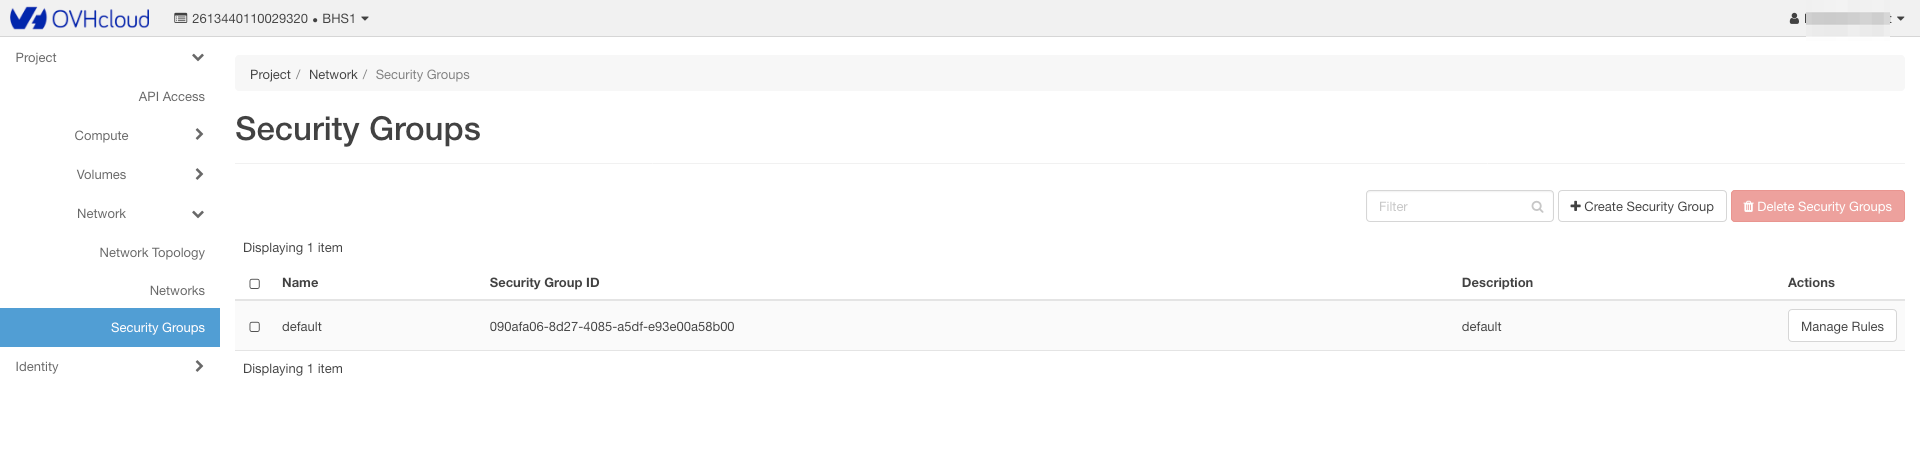 OVHcloud 2613440110029320 • BHS1
Project
API Access
Compute
Volumes
Network
Network Topology
Networks
Security Groups
Identity
Project / Network / Security Groups
Security Groups
Filter Create Security Group Delete Security Groups
Displaying 1 item
Name Security Group ID Description Actions
default 090afa06-8d27-4085-a5df-e93e00a58b00 default Manage Rules
Displaying 1 item